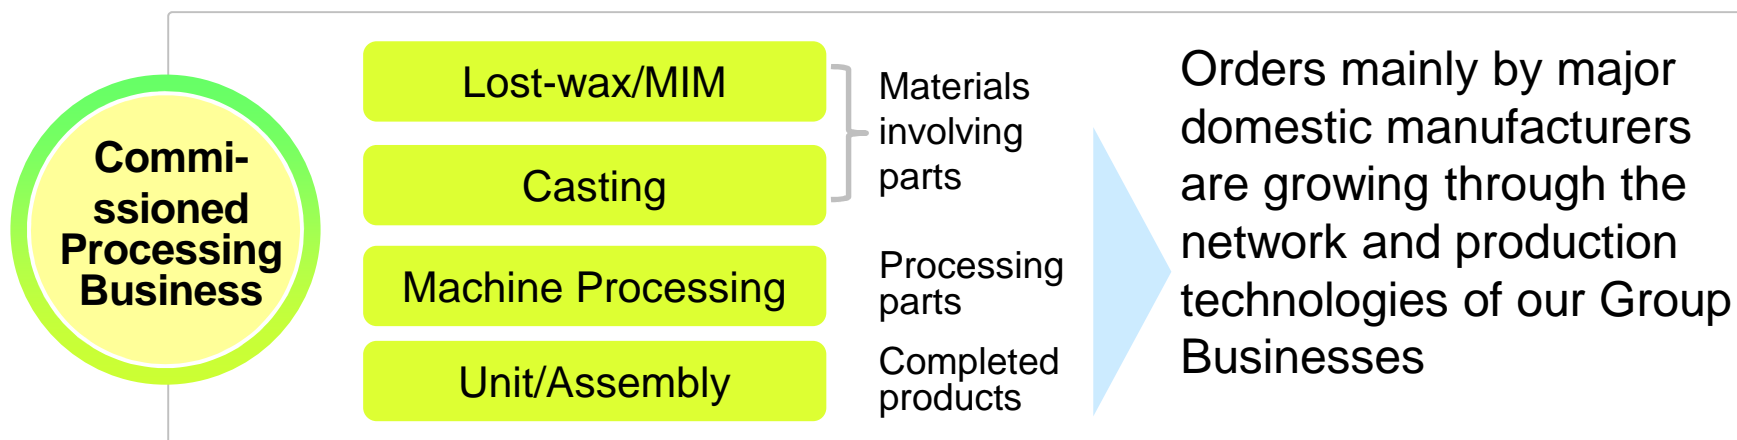 Commi-
ssioned
Processing
Business
Lost-wax/MIM
Casting
Materials
involving
parts
Machine Processing
Processing
parts
Unit/Assembly
Completed
products
Orders mainly by major
domestic manufacturers
are growing through the
network and production
technologies of our Group
Businesses